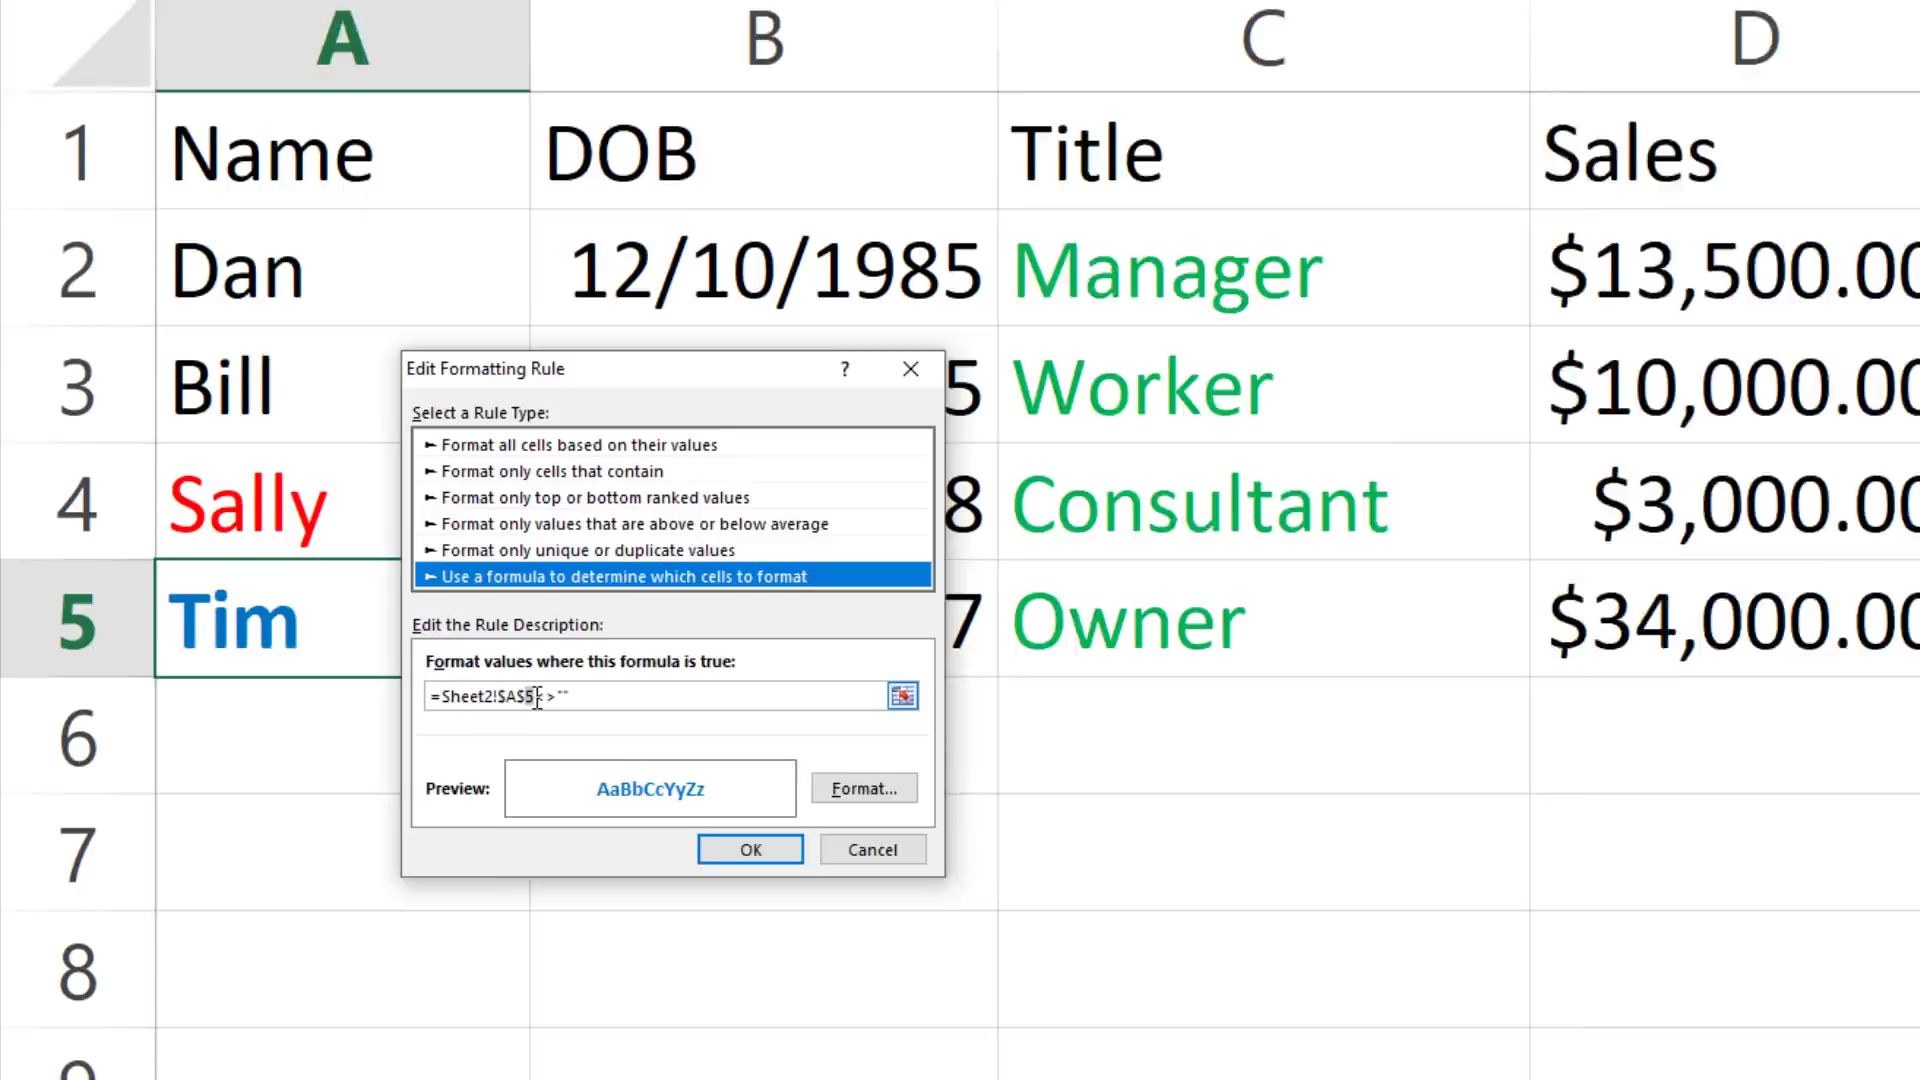 A B C D
1 Name DOB Title Sales
2 Dan 12/10/1985 Manager $13,500.00
3 Bill 5 Worker $10,000.00
4 Sally 8 Consultant $3,000.00
5 Tim 7 Owner $34,000.00
6
7
8
9
Edit Formatting Rule ?
Select a Rule Type:
► Format all cells based on their values
► Format only cells that contain
► Format only top or bottom ranked values
► Format only values that are above or below average
► Format only unique or duplicate values
► Use a formula to determine which cells to format
Edit the Rule Description:
Format values where this formula is true:
=Sheet2!$A$5<>""
Preview: AaBbCcYyZz Format...
OK Cancel